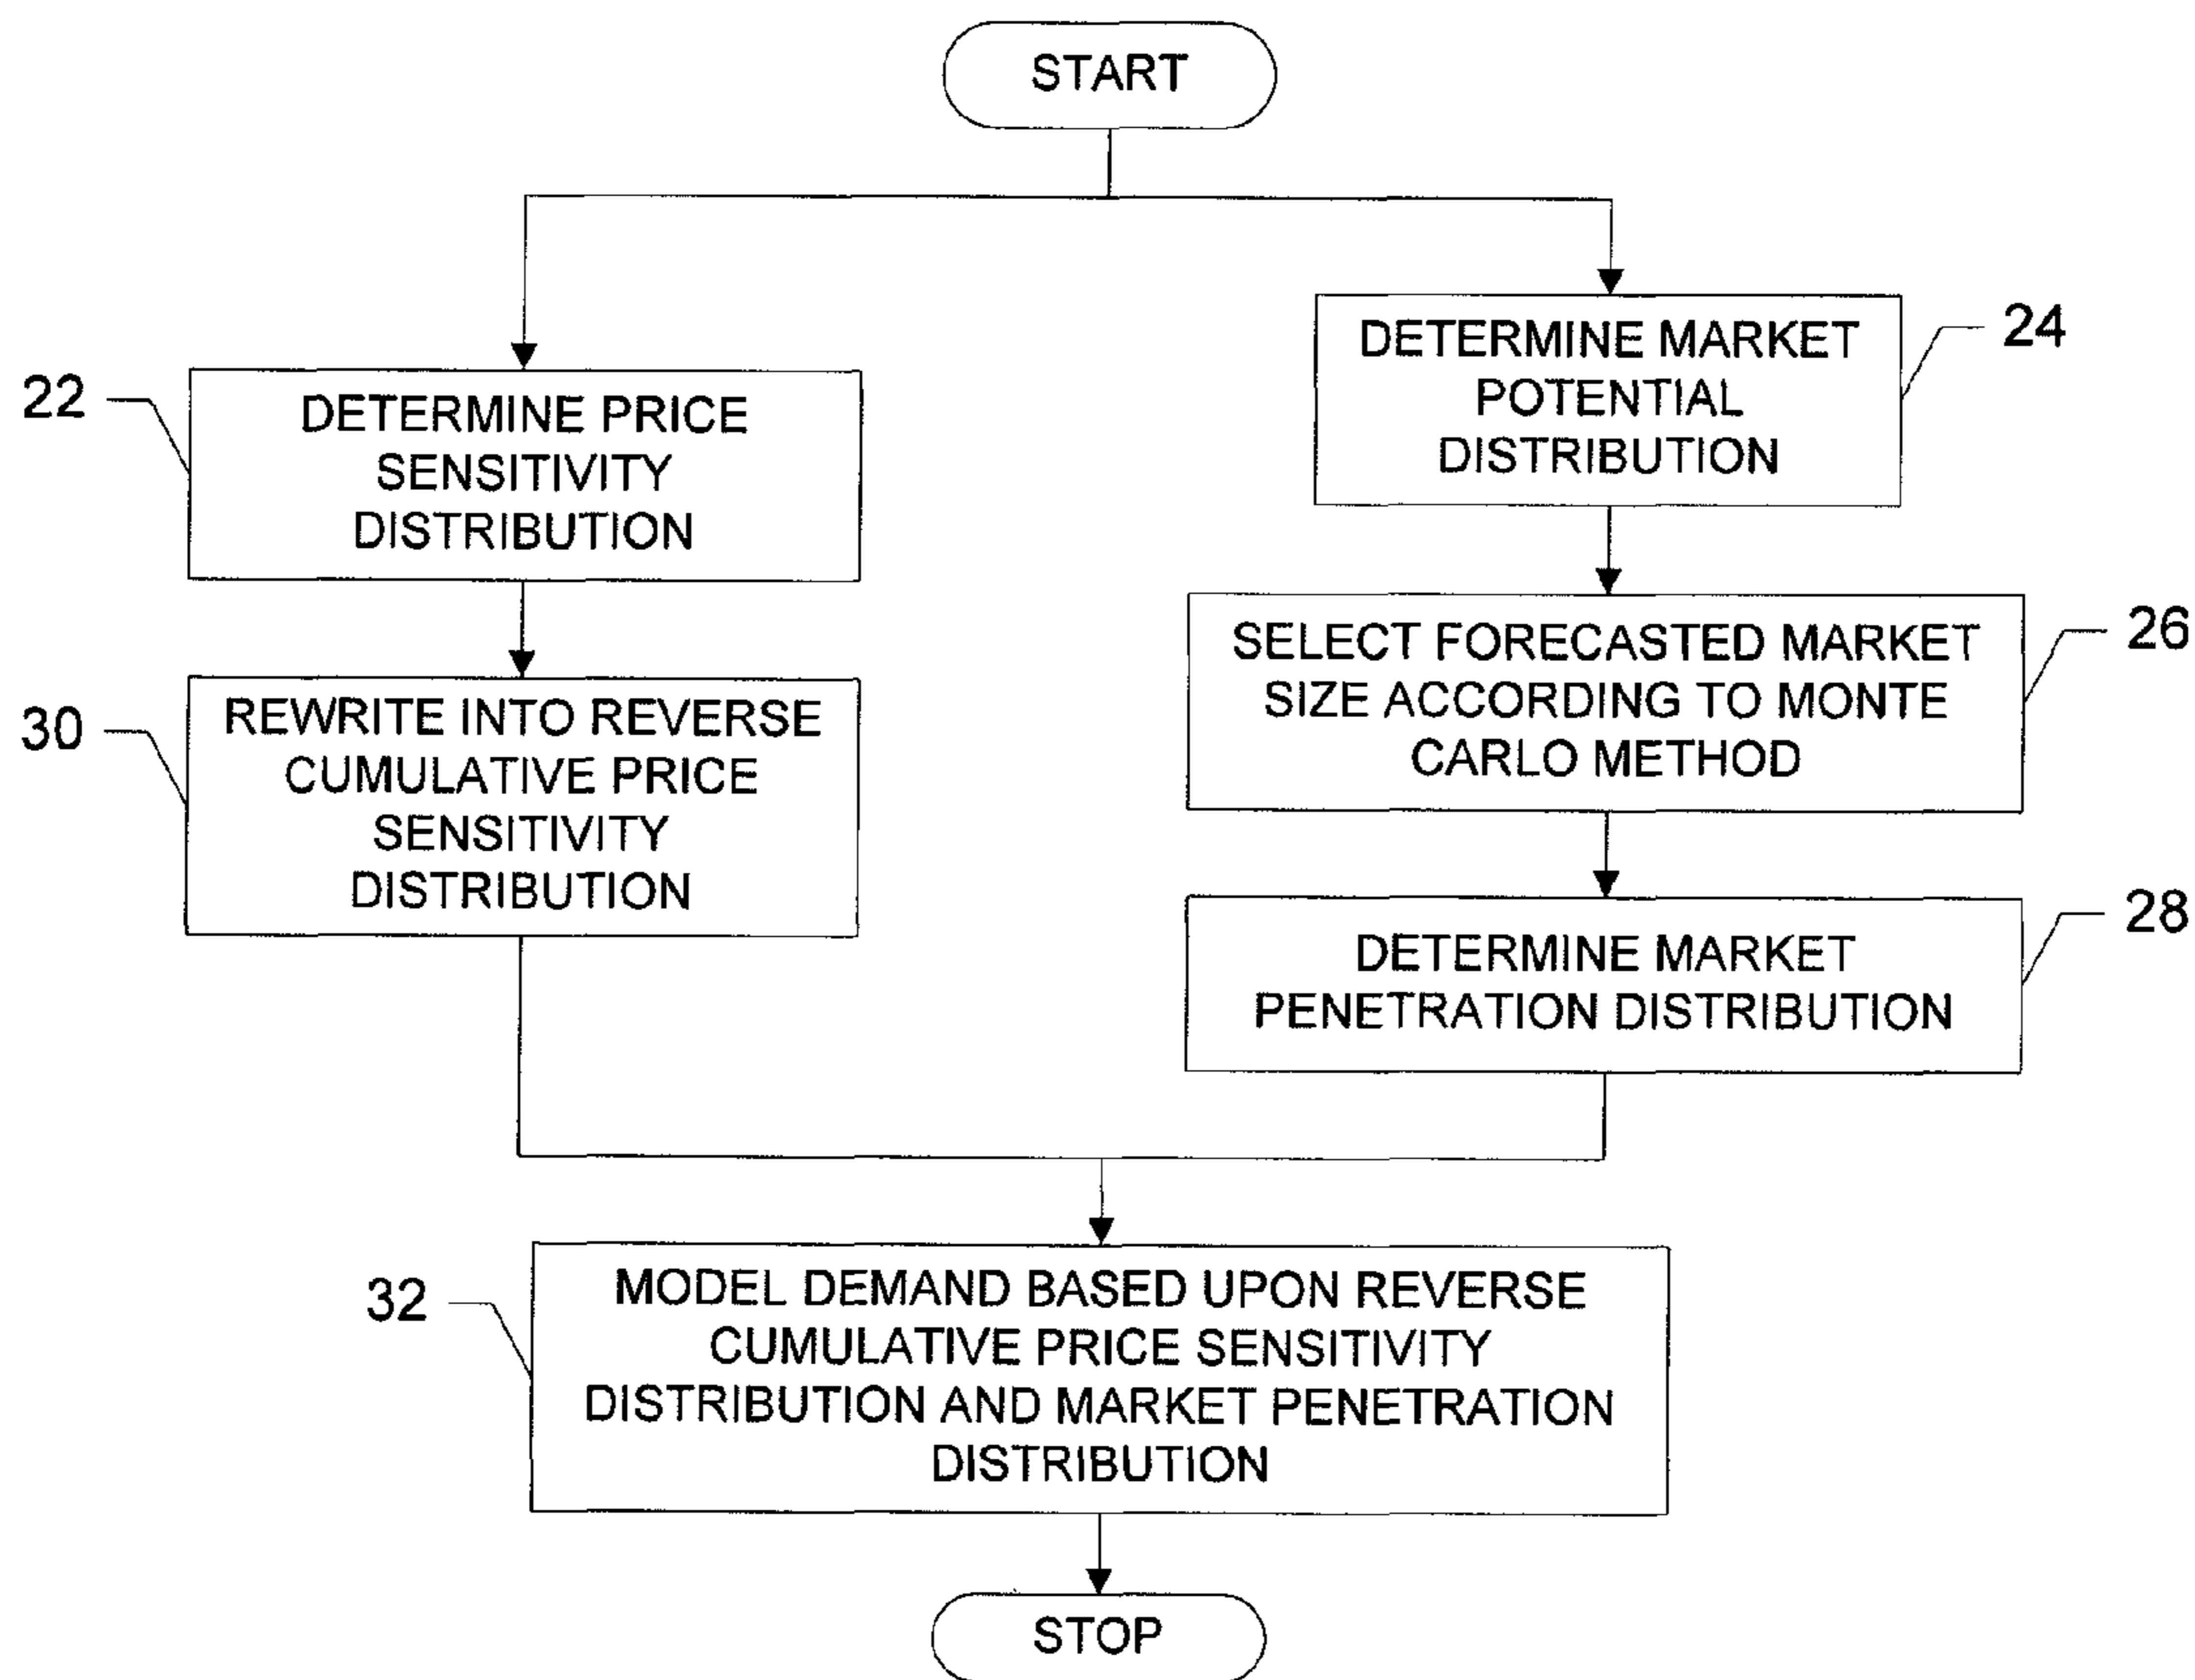 START
22
DETERMINE PRICE
SENSITIVITY
DISTRIBUTION
30
REWRITE INTO REVERSE
CUMULATIVE PRICE
SENSITIVITY
DISTRIBUTION
DETERMINE MARKET
POTENTIAL
DISTRIBUTION
24
SELECT FORECASTED MARKET
SIZE ACCORDING TO MONTE
CARLO METHOD
26
DETERMINE MARKET
PENETRATION DISTRIBUTION
28
32
MODEL DEMAND BASED UPON REVERSE
CUMULATIVE PRICE SENSITIVITY
DISTRIBUTION AND MARKET PENETRATION
DISTRIBUTION
STOP